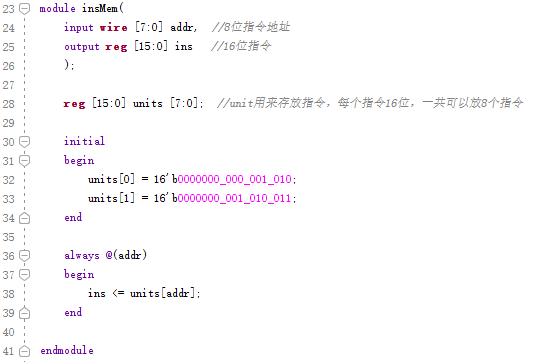 23 module insMem(
24 input wire [7:0] addr, //8位指令地址
25 output reg [15:0] ins //16位指令
26 );
27
28 reg [15:0] units [7:0]; //unit用来存放指令，每个指令16位，一共可以放8个指令
29
30 initial
31 begin
32 units[0] = 16'b0000000_000_001_010;
33 units[1] = 16'b0000000_001_010_011;
34 end
35
36 always @(addr)
37 begin
38 ins <= units[addr];
39 end
40
41 endmodule